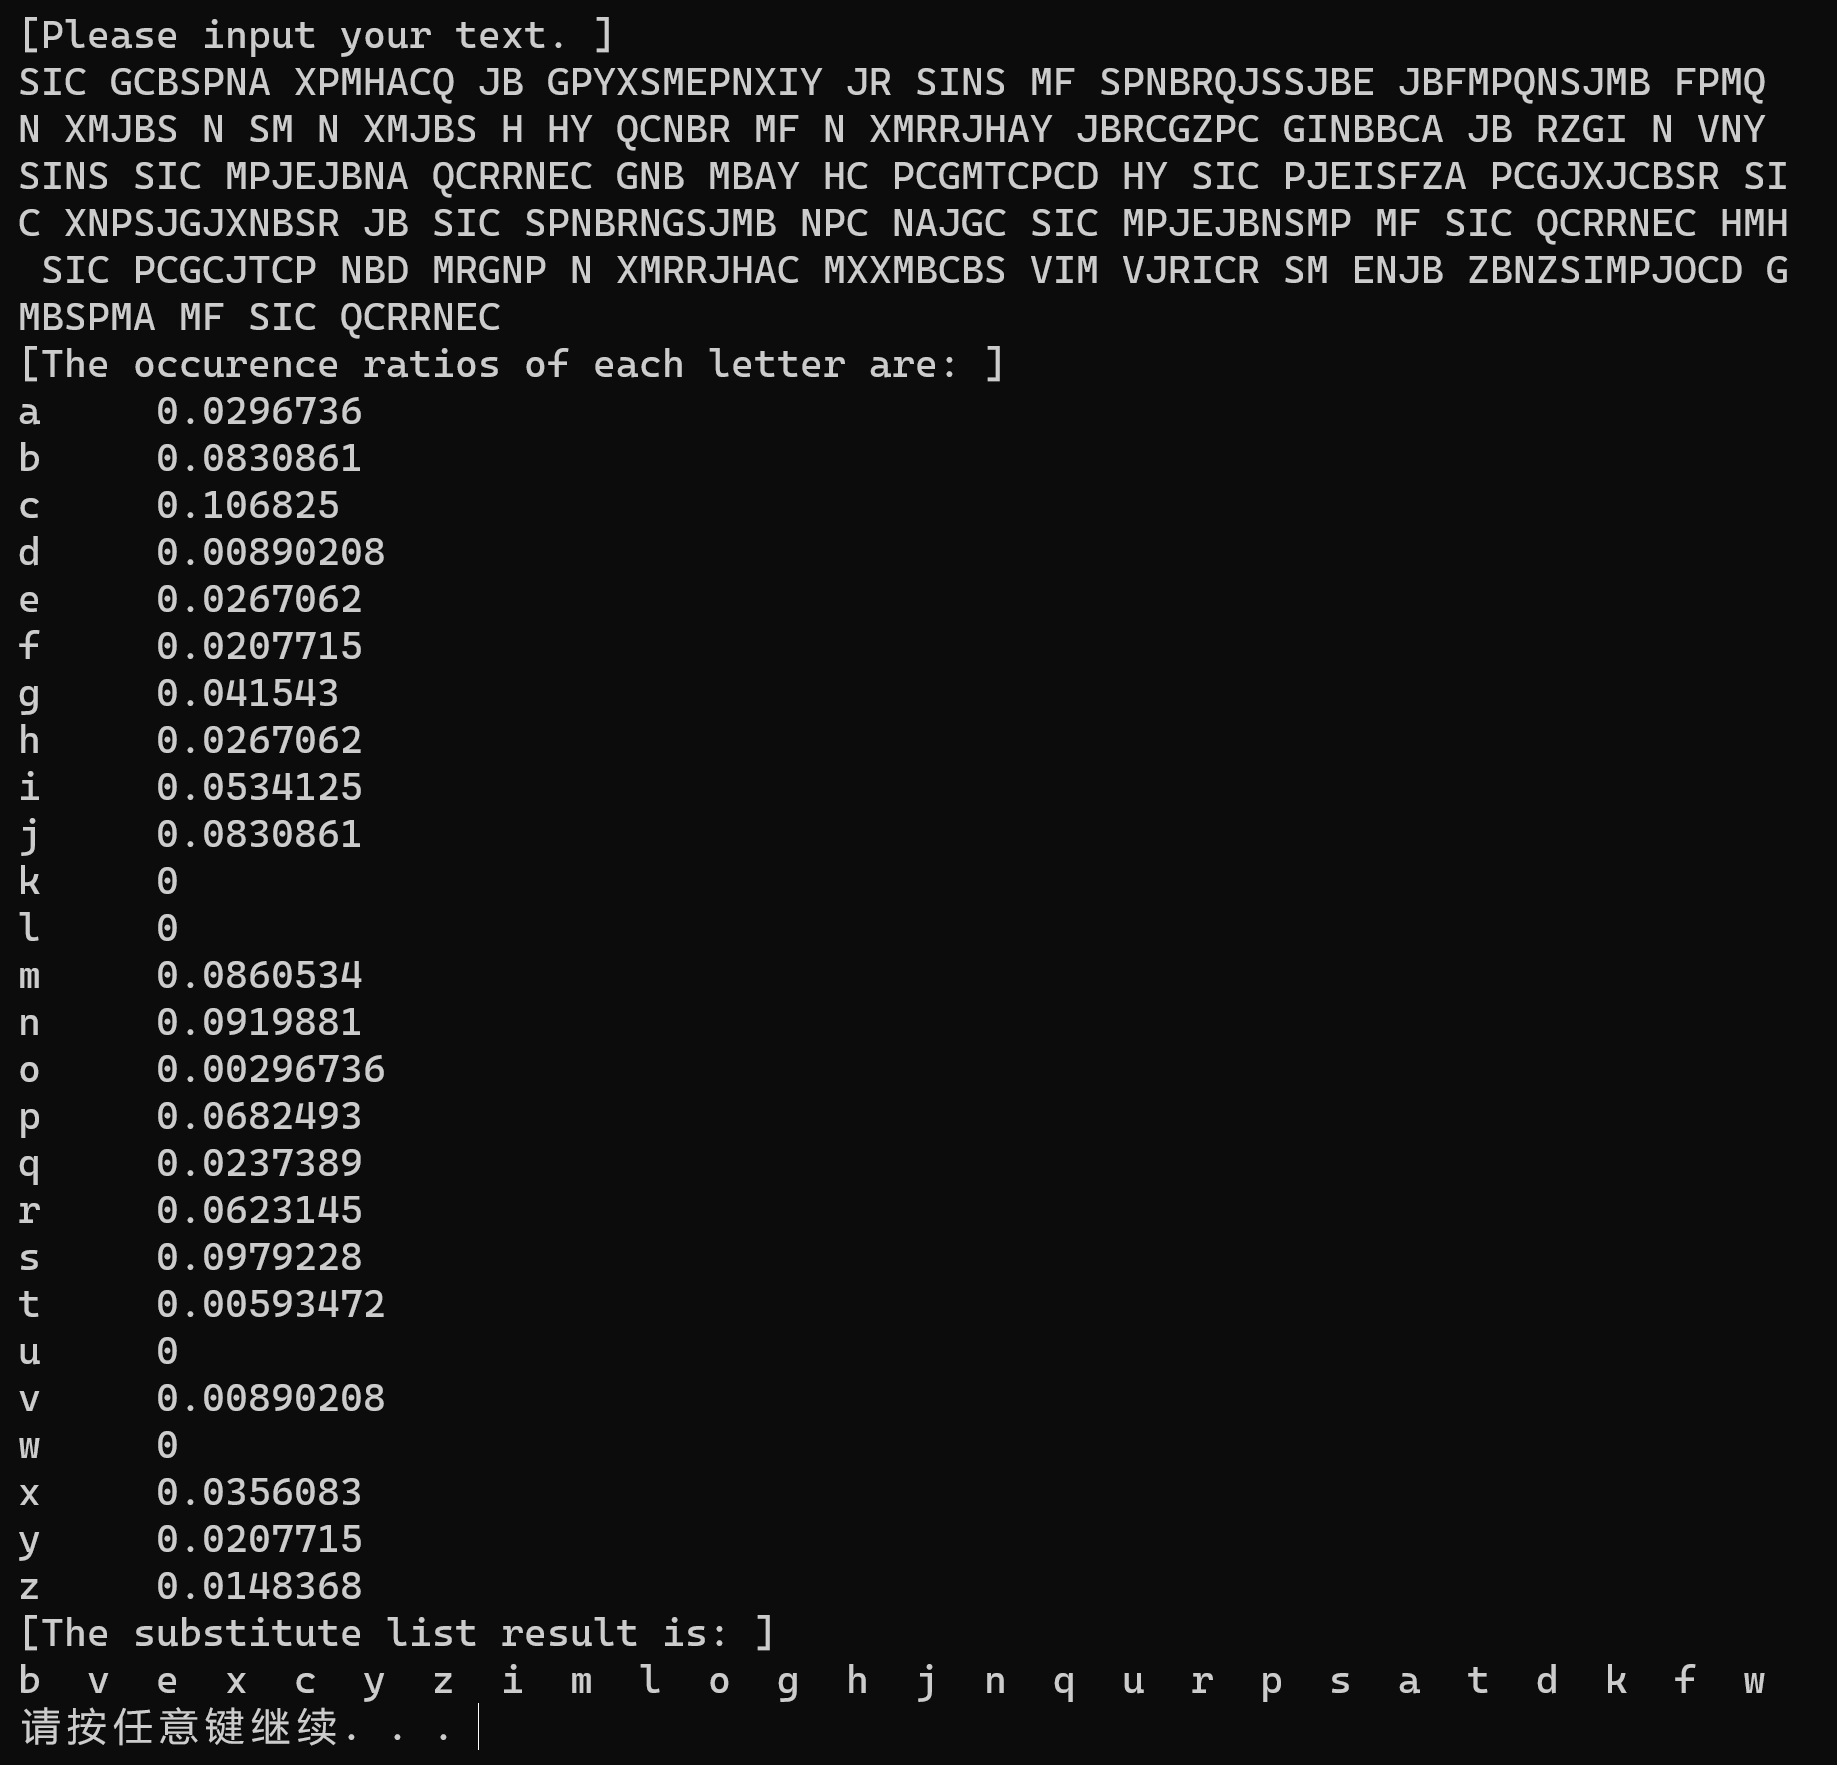 [Please input your text. ]
SIC GCBSPNA XPMHACQ JB GPYXSMEPNXIY JR SINS MF SPNBRQJSSJBE JBFMPQNSJMB FPMQ
N XMJBS N SM N XMJBS H HY QCNBR MF N XMRRJHAY JBRCGZPC GINBBCA JB RZGI N VNY
SINS SIC MPJEJBNA QCRRNEC GNB MBAY HC PCGMTCPCD HY SIC PJEISFZA PCGJXJCBSR SI
C XNPSJGJXNBSR JB SIC SPNBRNGSJMB NPC NAJGC SIC MPJEJBNSMP MF SIC QCRRNEC HMH
 SIC PCGCJTCP NBD MRGNP N XMRRJHAC MXXMBCBS VIM VJRICR SM ENJB ZBNZSIMPJOCD G
MBSPMA MF SIC QCRRNEC
[The occurence ratios of each letter are: ]
a     0.0296736
b     0.0830861
c     0.106825
d     0.00890208
e     0.0267062
f     0.0207715
g     0.041543
h     0.0267062
i     0.0534125
j     0.0830861
k     0
l     0
m     0.0860534
n     0.0919881
o     0.00296736
p     0.0682493
q     0.0237389
r     0.0623145
s     0.0979228
t     0.00593472
u     0
v     0.00890208
w     0
x     0.0356083
y     0.0207715
z     0.0148368
[The substitute list result is: ]
b  v  e  x  c  y  z  i  m  l  o  g  h  j  n  q  u  r  p  s  a  t  d  k  f  w
请按任意键继续. . .